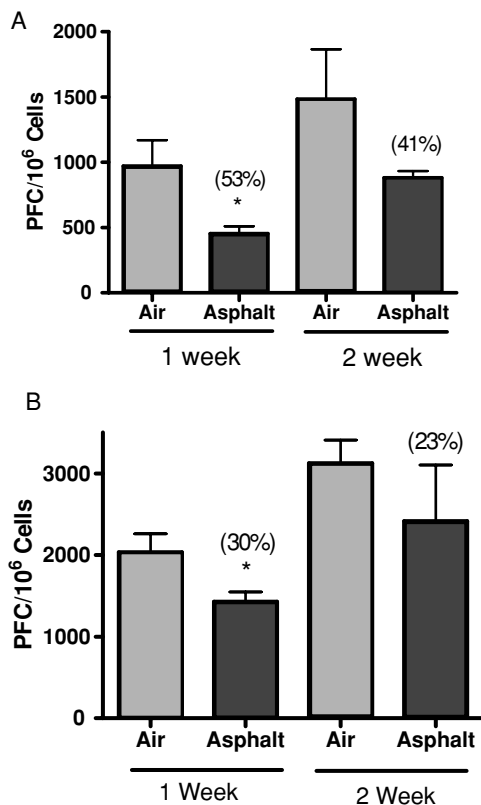 A
2000
1500
1000
500
0
PFC/10⁶ Cells
(53%)
*
(41%)
Air Asphalt Air Asphalt
1 week 2 week
B
3000
2000
1000
0
PFC/10⁶ Cells
(30%)
*
(23%)
Air Asphalt Air Asphalt
1 Week 2 Week